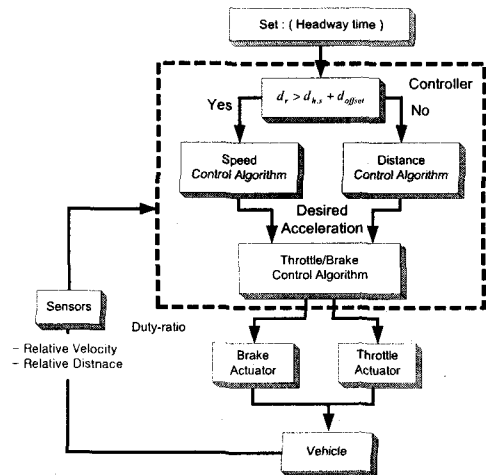 Set : ( Headway time )
Controller
d_r > d_h.s + d_offset
Yes
No
Speed
Control Algorithm
Distance
Control Algorithm
Desired
Acceleration
Throttle/Brake
Control Algorithm
Sensors
Duty-ratio
- Relative Velocity
- Relative Distnace
Brake
Actuator
Throttle
Actuator
Vehicle